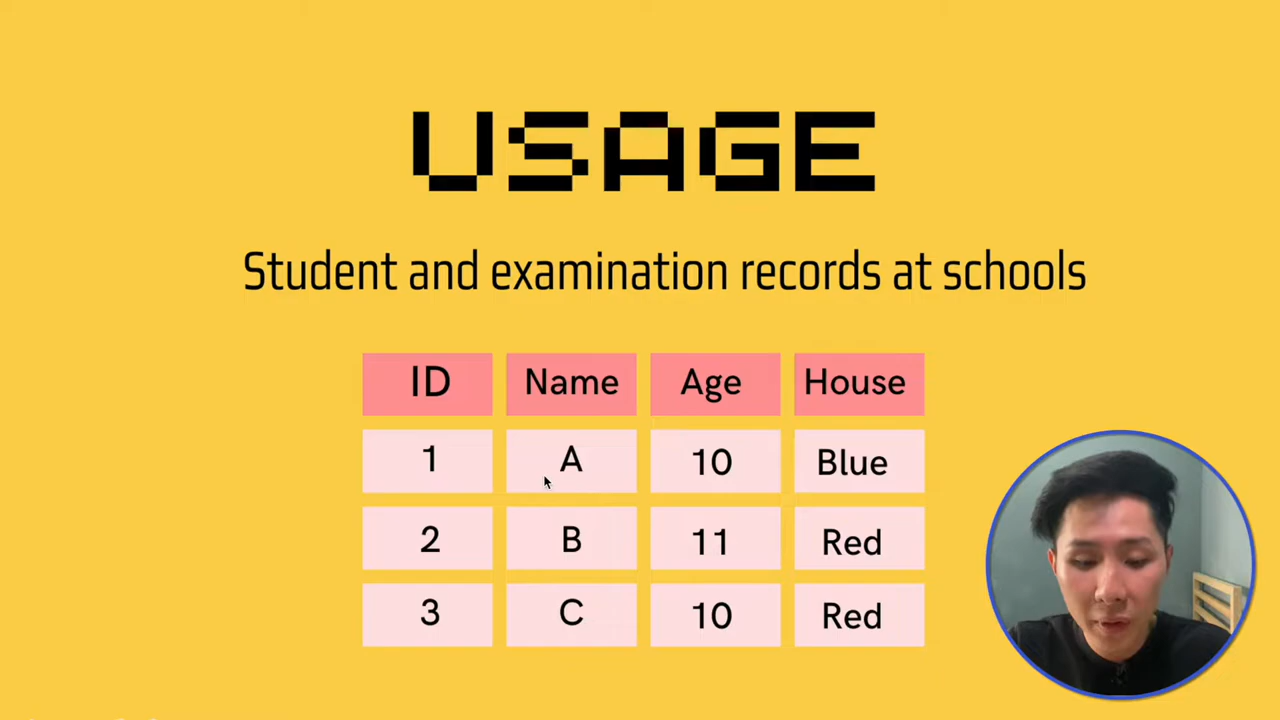 USAGE
Student and examination records at schools
ID Name Age House
1 A 10 Blue
2 B 11 Red
3 C 10 Red